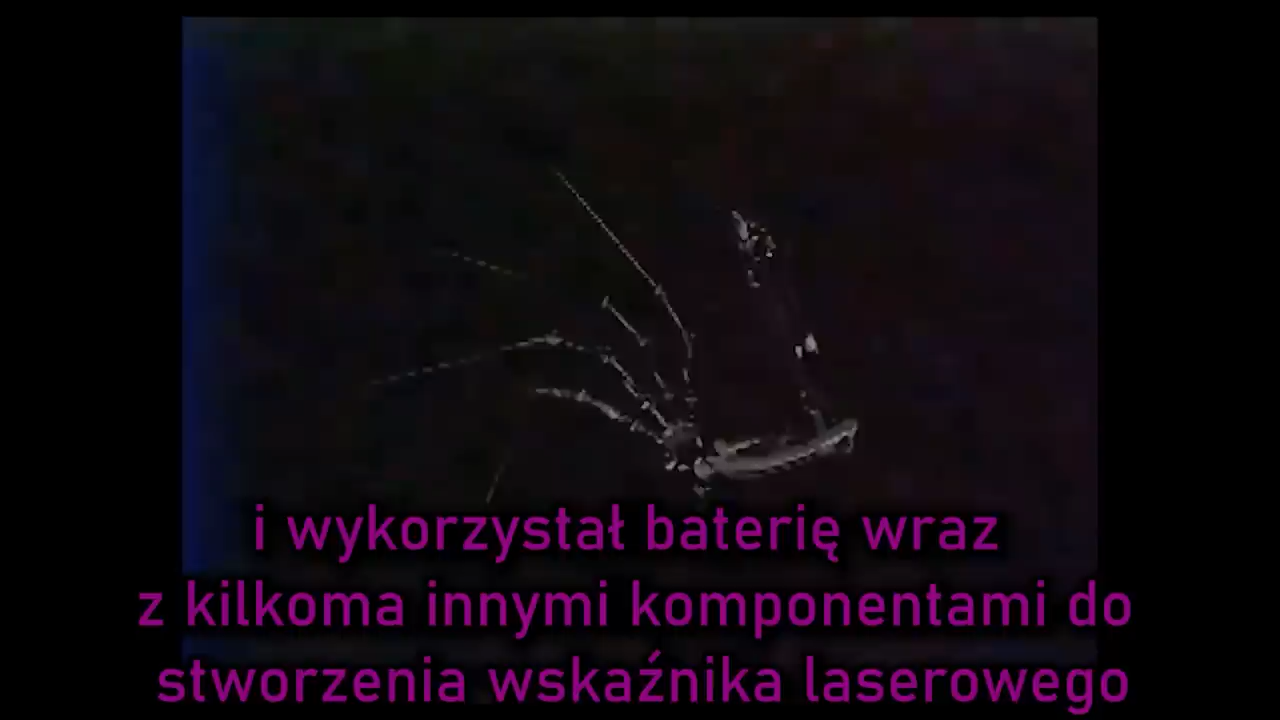 i wykorzystał baterię wraz
z kilkoma innymi komponentami do
stworzenia wskaźnika laserowego